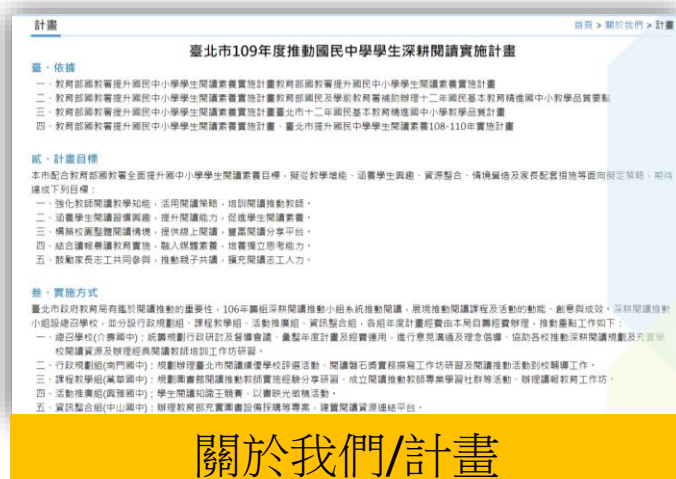 計畫
首頁 > 關於我們 > 計畫
臺北市109年度推動國民中學學生深耕閱讀實施計畫
臺、依據
一、教育部國教署提升國民中小學學生閱讀素養實施計畫教育部國教署提升國民中小學學生閱讀素養實施計畫
二、教育部國教署提升國民中小學學生閱讀素養實施計畫教育部國民及學前教育署補助辦理十二年國民基本教育精進國中小教學品質要點
三、教育部國教署提升國民中小學學生閱讀素養實施計畫臺北市十二年國民基本教育精進國中小學教學品質計畫
四、教育部國教署提升國民中小學學生閱讀素養實施計畫、臺北市提升國民中小學學生閱讀素養108-110年實施計畫
貳、計畫目標
本市配合教育部國教署全面提升國中小學學生閱讀素養目標，擬從教學增能、涵養學生興趣、資源整合、情境營造及家長配套措施等面向擬定策略，期待
達成下列目標：
一、強化教師閱讀教學知能，活用閱讀策略，培訓閱讀推動教師。
二、涵養學生閱讀習慣興趣，提升閱讀能力，促進學生閱讀素養。
三、構築校園整體閱讀情境，提供線上閱讀，豐富閱讀分享平台。
四、結合讀報最讀教育實施，融入媒體素養，培養獨立思考能力。
五、鼓勵家長志工共同參與，推動親子共讀，擴充閱讀志工人力。
叄、實施方式
臺北市政府教育局有鑑於閱讀推動的重要性，106年籌組深耕閱讀推動小組系統推動閱讀，展現推動閱讀課程及活動的動能、創意與成效。深耕閱讀推動
小組設總召學校，並分設行政規劃組、課程教學組、活動推廣組、資訊整合組，各組年度計畫經費由本局自籌經費辦理，推動重點工作如下：
一、總召學校(介壽國中)：統籌規劃行政研討及督導會議、彙整年度計畫及經費運用，進行意見溝通及理念倡導、協助各校推動深耕閱讀規劃及充實學
校閱讀資源及辦理經典閱讀教師培訓工作坊研習。
二、行政規劃組(南門國中)：規劃辦理臺北市閱讀績優學校評選活動、閱讀磐石獎實務撰寫工作坊研習及閱讀推動活動到校輔導工作。
三、課程教學組(萬華國中)：規劃圖書館閱讀推動教師實施經驗分享研習、成立閱讀推動教師專業學習社群等活動、辦理讀報教育工作坊。
四、活動推廣組(興雅國中)：學生閱讀知識王競賽、以書映光徵稿活動。
五、資訊整合組(中山國中)：辦理教育部充實圖書設備採購等專案，建置閱讀資源連結平台。
關於我們/計畫